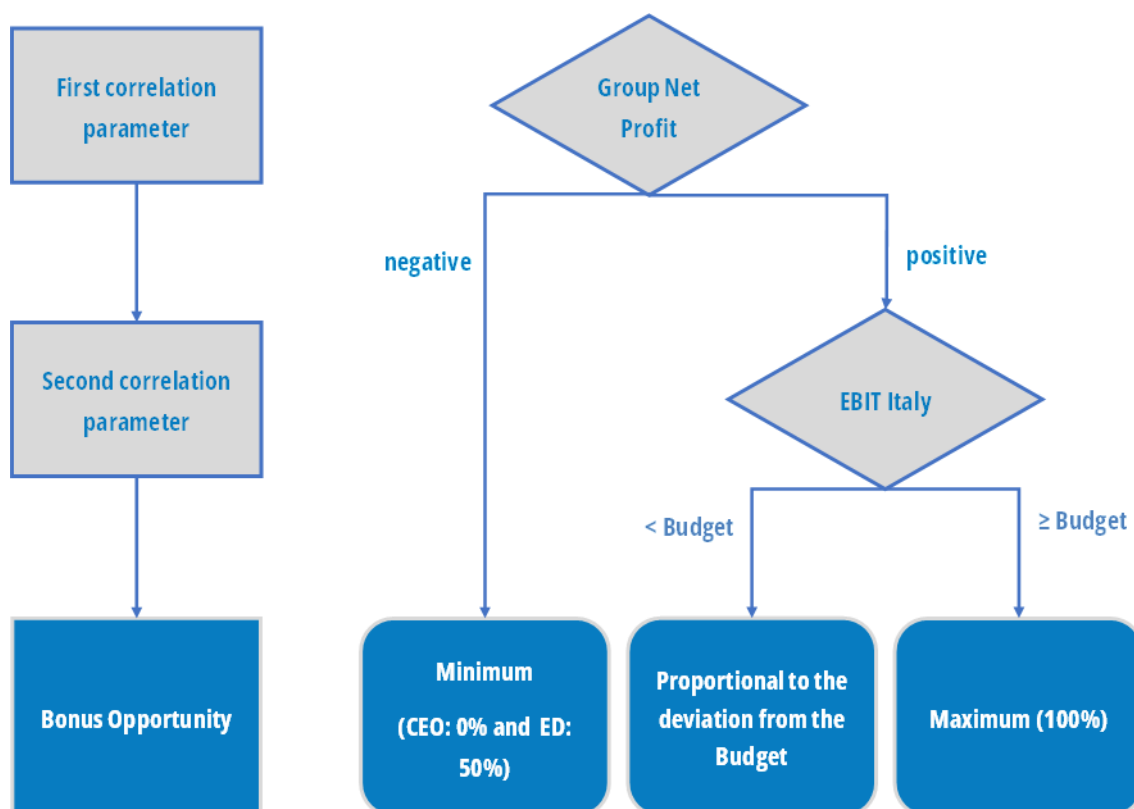 First correlation
parameter
Group Net
Profit
negative
positive
Second correlation
parameter
EBIT Italy
< Budget
≥ Budget
Bonus Opportunity
Minimum
(CEO: 0% and ED:
50%)
Proportional to the
deviation from the
Budget
Maximum (100%)